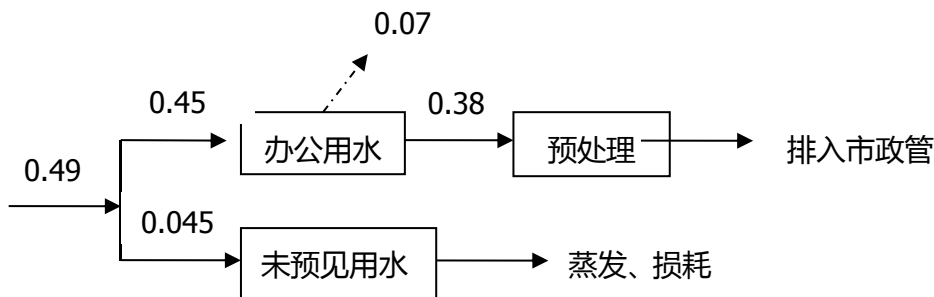 0.07
0.45
0.38
办公用水
预处理
排入市政管
0.49
0.045
未预见用水
蒸发、损耗